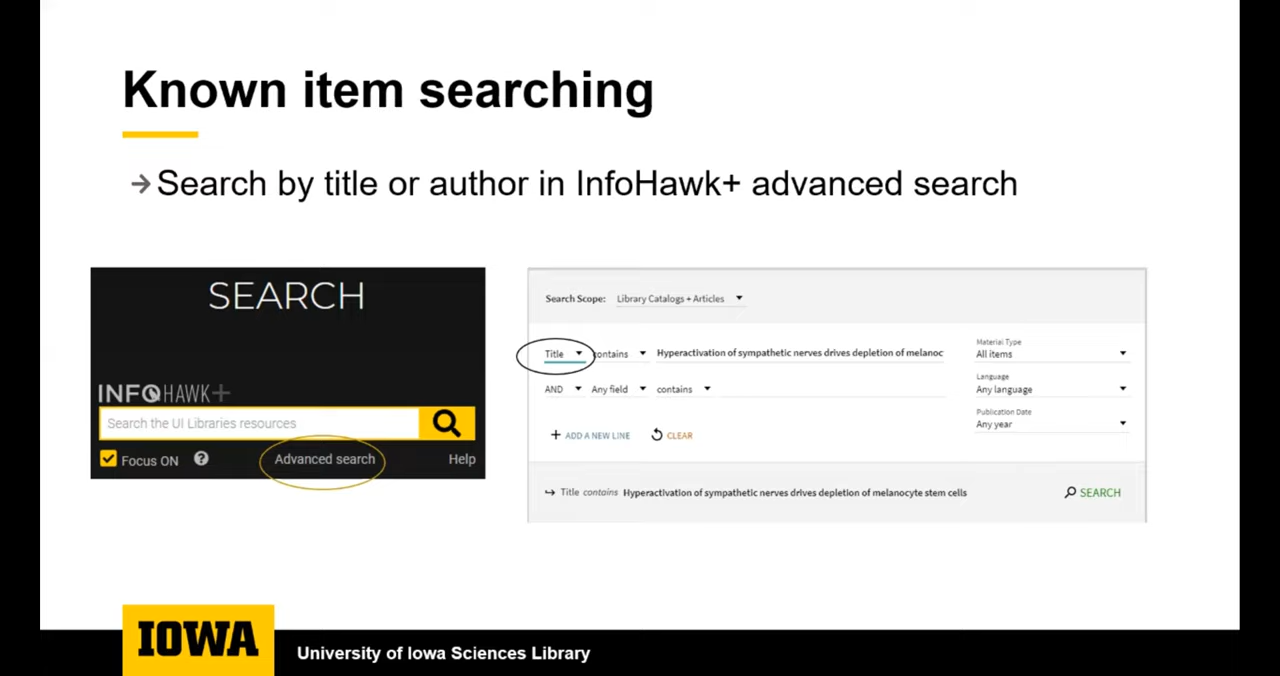 Known item searching
Search by title or author in InfoHawk+ advanced search
SEARCH
INFOHAWK+
Search the UI Libraries resources
Focus ON ? Advanced search Help
Search Scope: Library Catalogs + Articles
Title contains Hyperactivation of sympathetic nerves drives depletion of melanoc
AND Any field contains
+ ADD A NEW LINE CLEAR
Material Type
All items
Language
Any language
Publication Date
Any year
Title contains Hyperactivation of sympathetic nerves drives depletion of melanocyte stem cells SEARCH
IOWA
University of Iowa Sciences Library